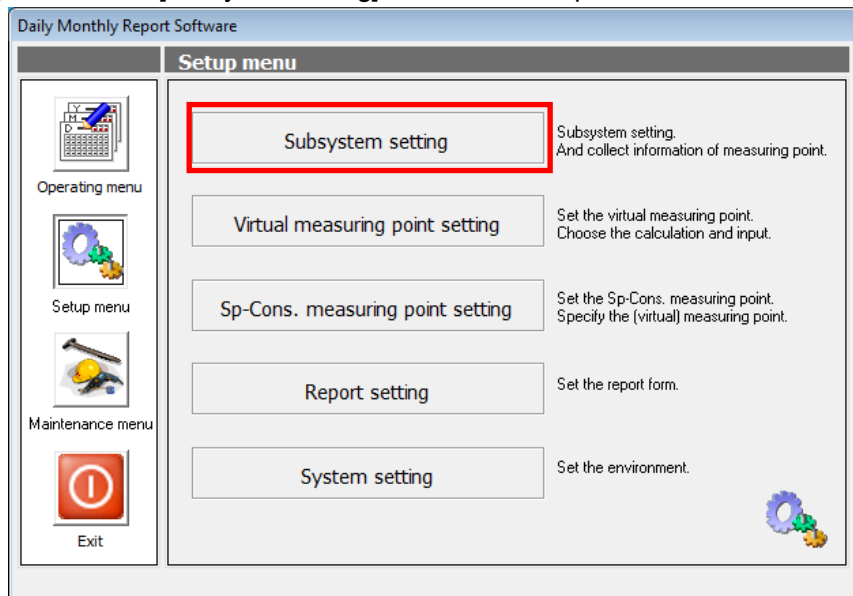 Daily Monthly Report Software
Setup menu
Operating menu
Setup menu
Maintenance menu
Exit
Subsystem setting
Subsystem setting.
And collect information of measuring point.
Virtual measuring point setting
Set the virtual measuring point.
Choose the calculation and input.
Sp-Cons. measuring point setting
Set the Sp-Cons. measuring point.
Specify the (virtual) measuring point.
Report setting
Set the report form.
System setting
Set the environment.